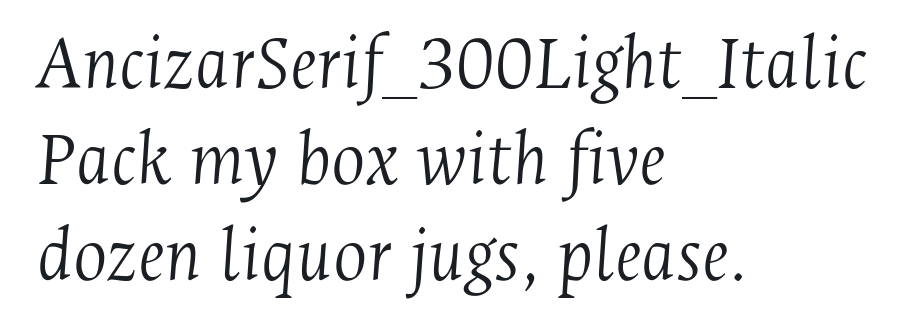 AncizarSerif_300Light_Italic
Pack my box with five
dozen liquor jugs, please.